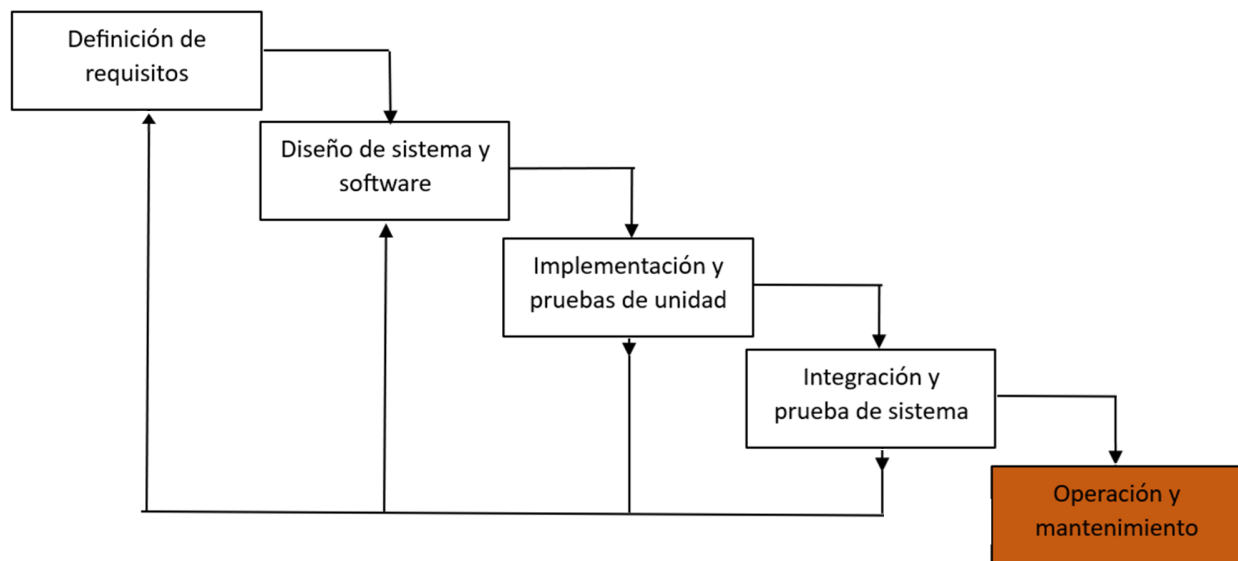 Definición de
requisitos
Diseño de sistema y
software
Implementación y
pruebas de unidad
Integración y
prueba de sistema
Operación y
mantenimiento